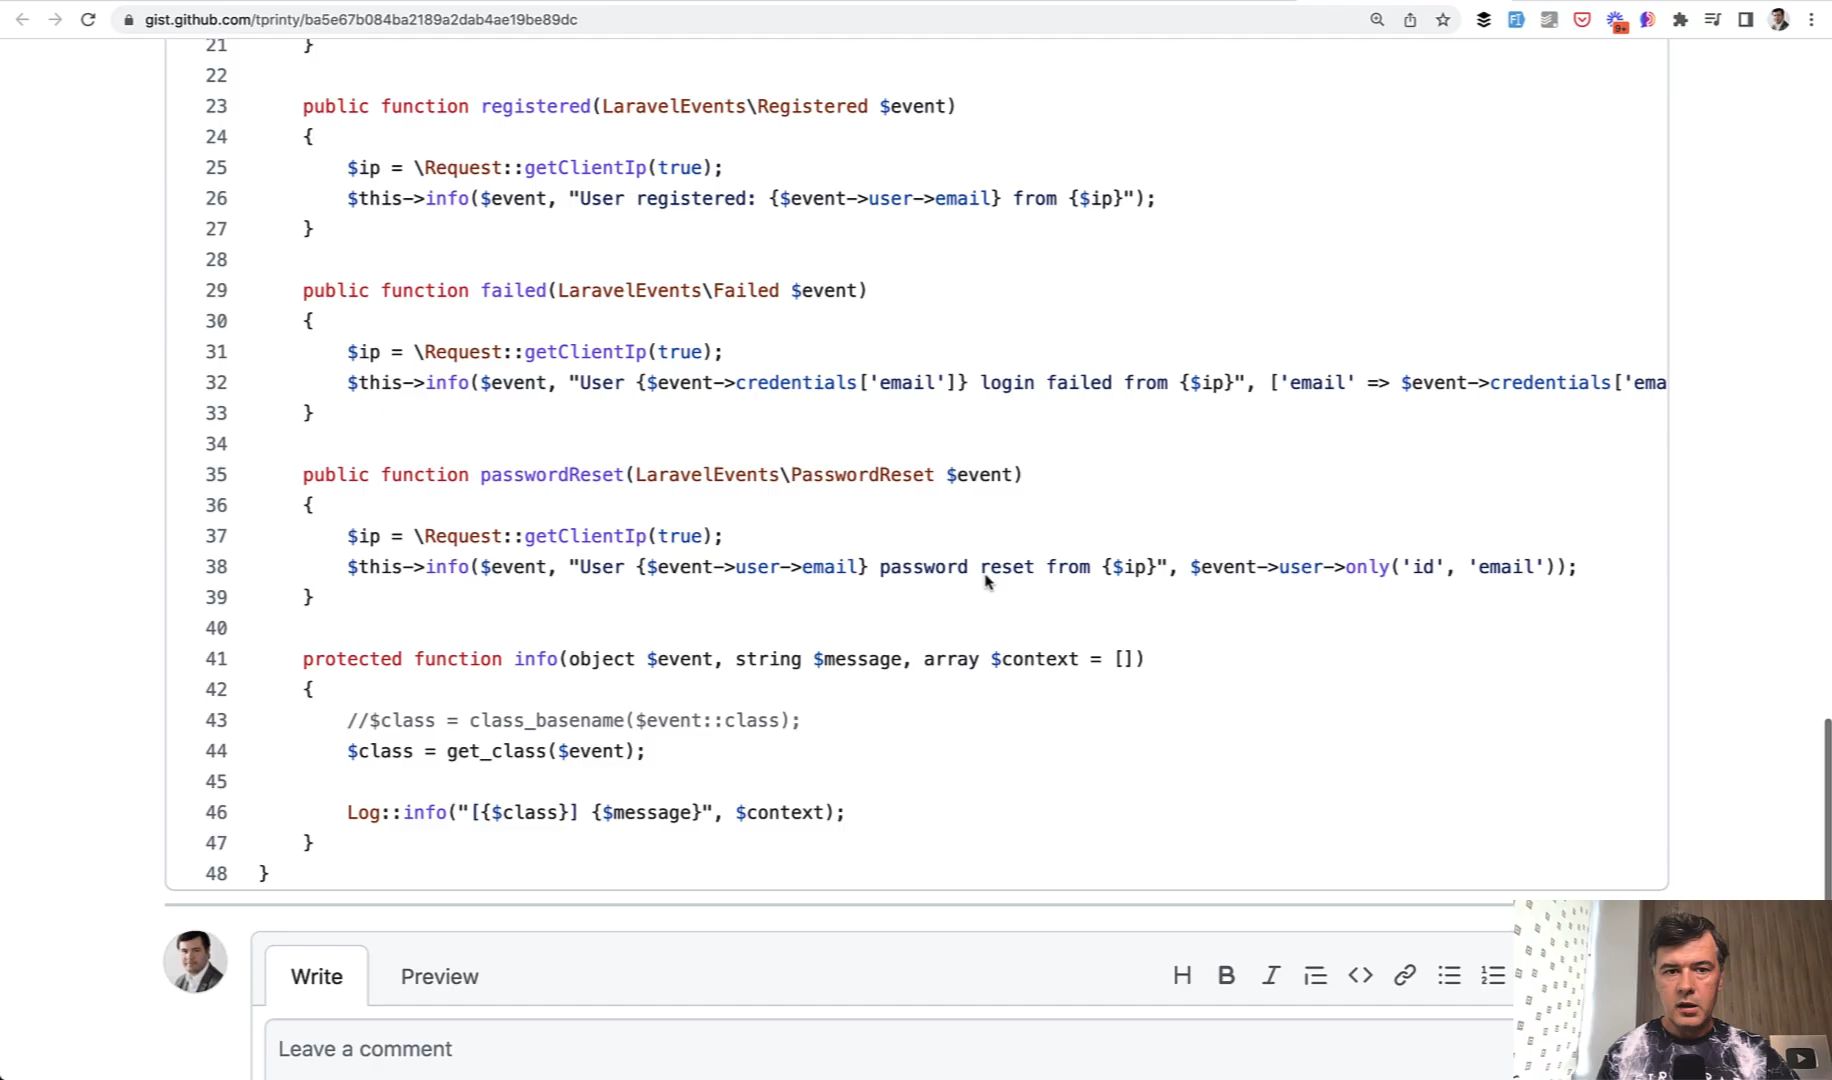 gist.github.com/tprinty/ba5e67b084ba2189a2dab4ae19be89dc
9+
21 }
22
23 public function registered(LaravelEvents\Registered $event)
24 {
25 $ip = \Request::getClientIp(true);
26 $this->info($event, "User registered: {$event->user->email} from {$ip}");
27 }
28
29 public function failed(LaravelEvents\Failed $event)
30 {
31 $ip = \Request::getClientIp(true);
32 $this->info($event, "User {$event->credentials['email']} login failed from {$ip}", ['email' => $event->credentials['ema
33 }
34
35 public function passwordReset(LaravelEvents\PasswordReset $event)
36 {
37 $ip = \Request::getClientIp(true);
38 $this->info($event, "User {$event->user->email} password reset from {$ip}", $event->user->only('id', 'email'));
39 }
40
41 protected function info(object $event, string $message, array $context = [])
42 {
43 //$class = class_basename($event::class);
44 $class = get_class($event);
45
46 Log::info("[{$class}] {$message}", $context);
47 }
48 }
Write Preview H B I
Leave a comment